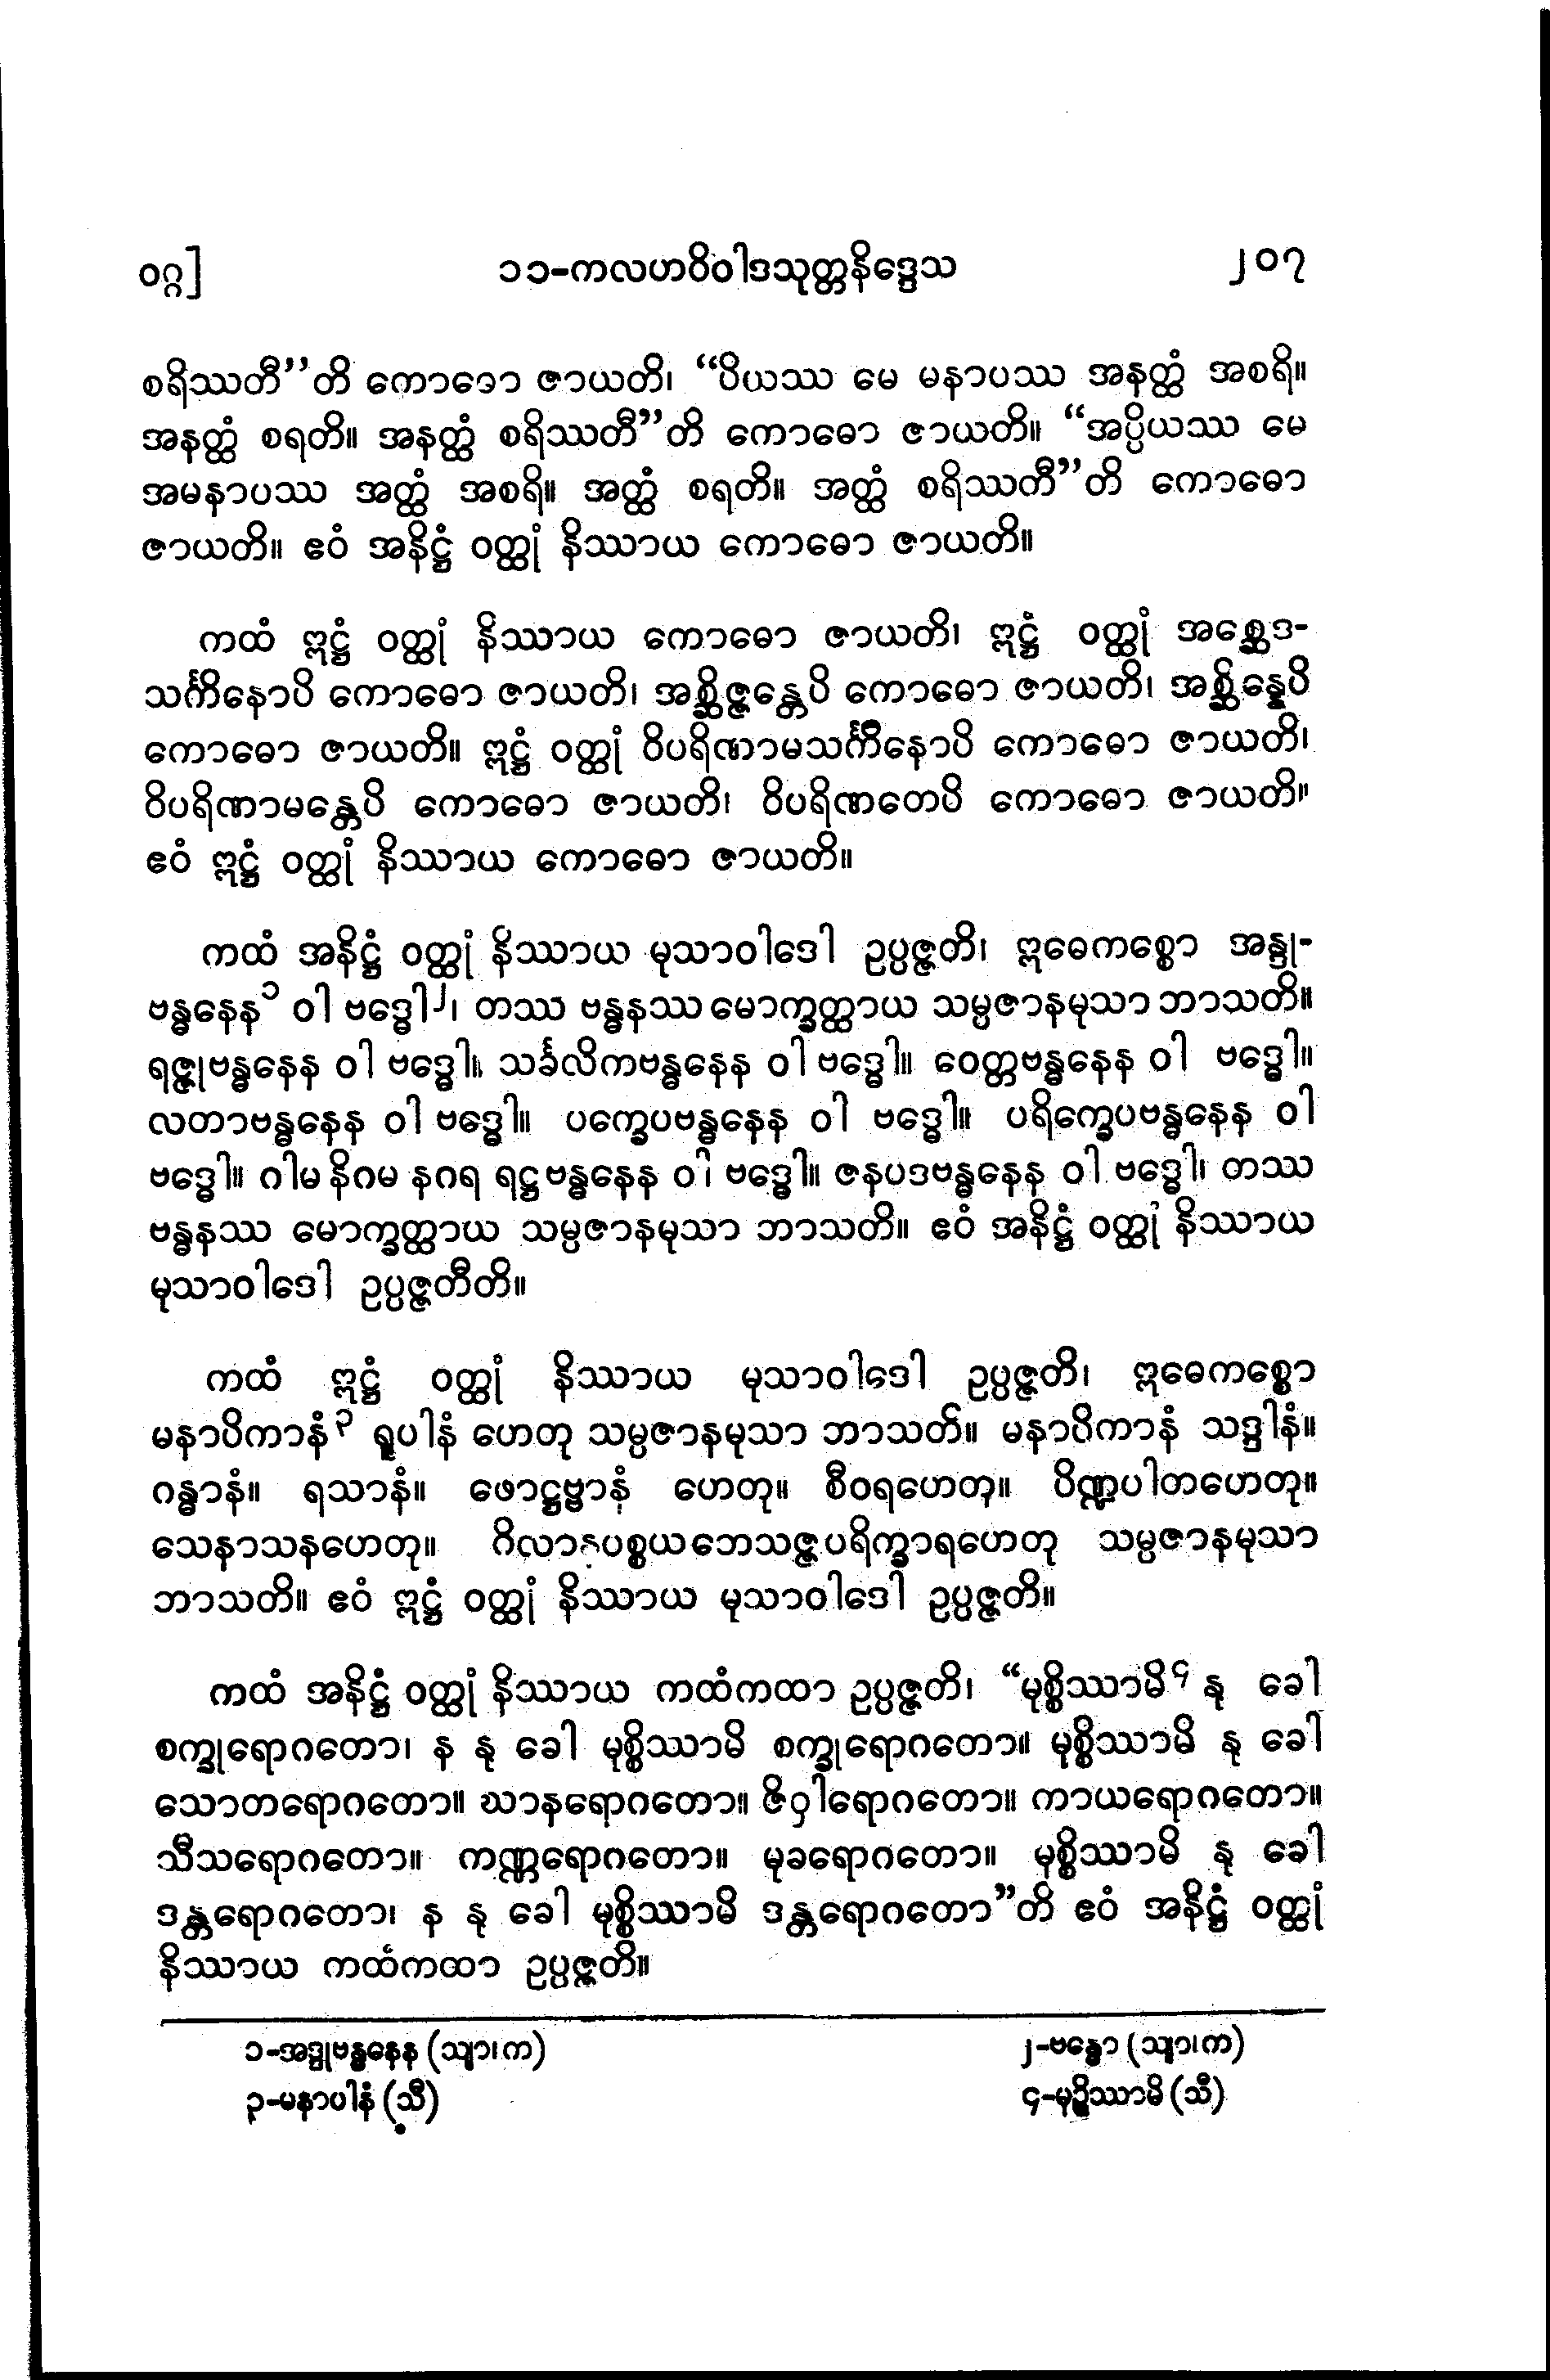 ဝဂ္ဂ]
၁၁-ကလဟဝိဝါဒသုတ္တနိဒ္ဒေသ
၂၀၇
စရိဿတီ”တိ ကောဒော ဇာယတိ၊ “ပိယဿ မေ မနာပဿ အနတ္ထံ အစရိ။
အနတ္ထံ စရတိ။ အနတ္ထံ စရိဿတီ”တိ ကောဓော ဇာယတိ။ “အပ္ပိယဿ မေ
အမနာပဿ အတ္ထံ အစရိ။ အတ္ထံ စရတိ။ အတ္ထံ စရိဿတီ”တိ ကောဓော
ဇာယတိ။ ဧဝံ အနိဋ္ဌံ ဝတ္ထုံ နိဿာယ ကောဓော ဇာယတိ။
ကထံ ဣဋ္ဌံ ဝတ္ထုံ နိဿာယ ကောဓော ဇာယတိ၊ ဣဋ္ဌံ ဝတ္ထုံ အစ္ဆေဒ-
သင်္ကိနောပိ ကောဓော ဇာယတိ၊ အစ္ဆိဇ္ဇန္တေပိ ကောဓော ဇာယတိ၊ အစ္ဆိန္နေပိ
ကောဓော ဇာယတိ။ ဣဋ္ဌံ ဝတ္ထုံ ဝိပရိဏာမသင်္ကိနောပိ ကောဓော ဇာယတိ၊
ဝိပရိဏာမန္တေပိ ကောဓော ဇာယတိ၊ ဝိပရိဏတေပိ ကောဓော ဇာယတိ။
ဧဝံ ဣဋ္ဌံ ဝတ္ထုံ နိဿာယ ကောဓော ဇာယတိ။
ကထံ အနိဋ္ဌံ ဝတ္ထုံ နိဿာယ မုသာဝါဒေါ ဥပ္ပဇ္ဇတိ၊ ဣဓေကစ္စော အန္ဒု-
ဗန္ဓနေန၁ ဝါ ဗဒ္ဓေါ၂၊ တဿ ဗန္ဓနဿ မောက္ခတ္ထာယ သမ္ပဇာနမုသာ ဘာသတိ။
ရဇ္ဇုဗန္ဓနေန ဝါ ဗဒ္ဓေါ။ သင်္ခလိကဗန္ဓနေန ဝါ ဗဒ္ဓေါ။ ဝေတ္တဗန္ဓနေန ဝါ ဗဒ္ဓေါ။
လတာဗန္ဓနေန ဝါ ဗဒ္ဓေါ။ ပက္ခေပဗန္ဓနေန ဝါ ဗဒ္ဓေါ။ ပရိက္ခေပဗန္ဓနေန ဝါ
ဗဒ္ဓေါ။ ဂါမ နိဂမ နဂရ ရဋ္ဌဗန္ဓနေန ဝါ ဗဒ္ဓေါ။ ဇနပဒဗန္ဓနေန ဝါ ဗဒ္ဓေါ၊ တဿ
ဗန္ဓနဿ မောက္ခတ္ထာယ သမ္ပဇာနမုသာ ဘာသတိ။ ဧဝံ အနိဋ္ဌံ ဝတ္ထုံ နိဿာယ
မုသာဝါဒေါ ဥပ္ပဇ္ဇတီတိ။
ကထံ ဣဋ္ဌံ ဝတ္ထုံ နိဿာယ မုသာဝါဒေါ ဥပ္ပဇ္ဇတိ၊ ဣဓေကစ္စော
မနာပိကာနံ၃ ရူပါနံ ဟေတု သမ္ပဇာနမုသာ ဘာသတိ။ မနာပိကာနံ သဒ္ဒါနံ။
ဂန္ဓာနံ။ ရသာနံ။ ဖောဋ္ဌဗ္ဗာနံ ဟေတု။ စီဝရဟေတု။ ပိဏ္ဍပါတဟေတု။
သေနာသနဟေတု။ ဂိလာနပစ္စယဘေသဇ္ဇပရိက္ခာရဟေတု သမ္ပဇာနမုသာ
ဘာသတိ။ ဧဝံ ဣဋ္ဌံ ဝတ္ထုံ နိဿာယ မုသာဝါဒေါ ဥပ္ပဇ္ဇတိ။
ကထံ အနိဋ္ဌံ ဝတ္ထုံ နိဿာယ ကထံကထာ ဥပ္ပဇ္ဇတိ၊ “မုစ္စိဿာမိ၄ နု ခေါ
စက္ခုရောဂတော၊ န နု ခေါ မုစ္စိဿာမိ စက္ခုရောဂတော။ မုစ္စိဿာမိ နု ခေါ
သောတရောဂတော။ ဃာနရောဂတော။ ဇိဝှါရောဂတော။ ကာယရောဂတော။
သီသရောဂတော။ ကဏ္ဏရောဂတော။ မုခရောဂတော။ မုစ္စိဿာမိ နု ခေါ
ဒန္တရောဂတော၊ န နု ခေါ မုစ္စိဿာမိ ဒန္တရောဂတော”တိ ဧဝံ အနိဋ္ဌံ ဝတ္ထုံ
နိဿာယ ကထံကထာ ဥပ္ပဇ္ဇတိ။
၁-အဒ္ဒုဗန္ဓနေန (သျာ၊က)
၂-ဗန္ဓော (သျာ၊က)
၃-မနာပါနံ (သီ)
၄-မုဉ္စိဿာမိ (သီ)